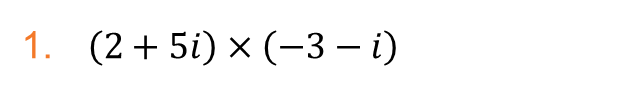 1. (2 + 5i) × (−3 − i)